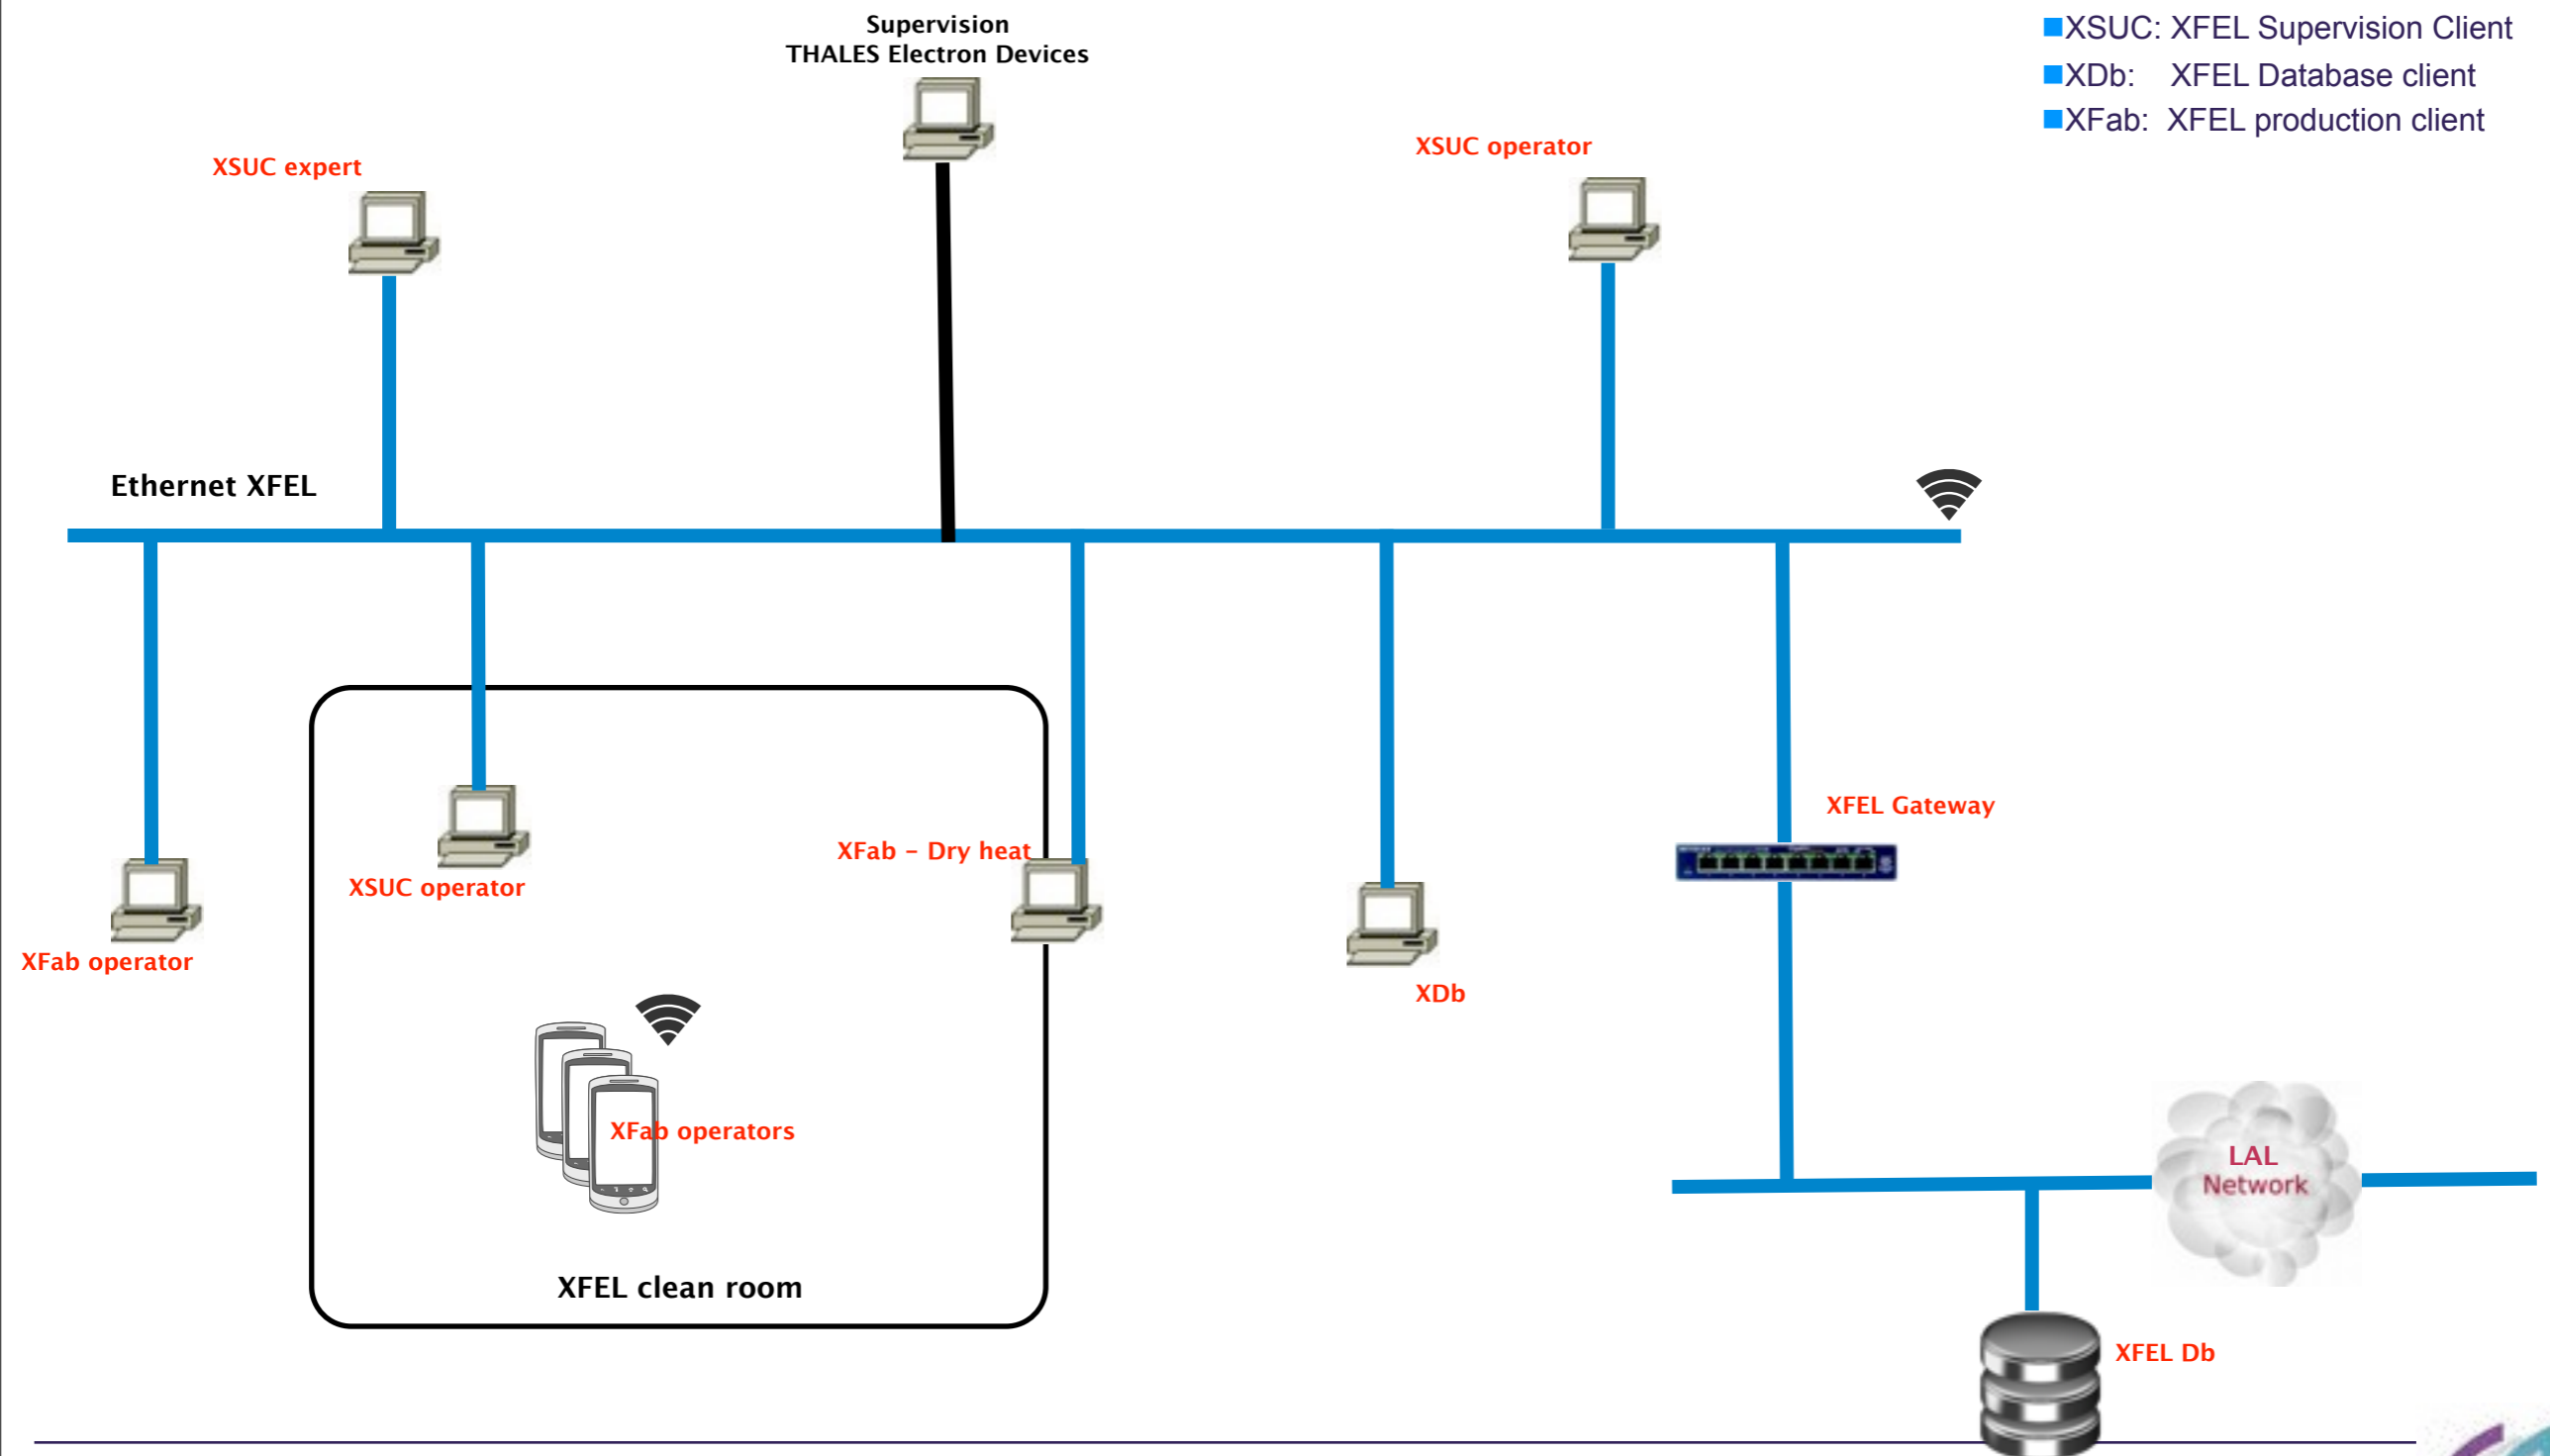 Supervision
THALES Electron Devices
XSUC: XFEL Supervision Client
XDb: XFEL Database client
XFab: XFEL production client
XSUC expert
XSUC operator
Ethernet XFEL
XFEL Gateway
XFab - Dry heat
XSUC operator
XFab operator
XDb
XFab operators
LAL
Network
XFEL clean room
XFEL Db